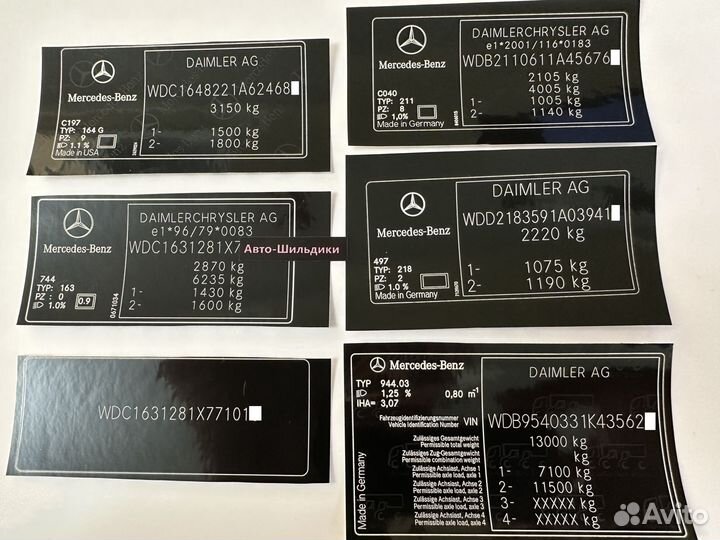 DAIMLER AG
WDC1648221A62468
3150 kg
Mercedes-Benz
C197
TYP: 164 G
PZ: 9
1.1 %
Made in USA
1- 1500 kg
2- 1800 kg
DAIMLERCHRYSLER AG
e1*2001/116*0183
WDB2110611A45676
2105 kg
4005 kg
Mercedes-Benz
C040
TYP: 211
PZ: 8
1,0%
Made in Germany
1- 1005 kg
2- 1140 kg
DAIMLERCHRYSLER AG
e1*96/79*0083
WDC1631281X7
Авто-Шильдики
Mercedes-Benz
2870 kg
6235 kg
744
TYP: 163
PZ : 0
1.0%
0.9
0671034
1- 1430 kg
2- 1600 kg
DAIMLER AG
WDD2183591A03941
2220 kg
Mercedes-Benz
497
TYP: 218
PZ: 2
1.0 %
Made in Germany
1- 1075 kg
2- 1190 kg
WDC1631281X77101
Mercedes-Benz
DAIMLER AG
TYP 944.03
1,25 % 0,80 m-1
IHA= 3,07
Fahrzeugidentifizierungsnummer
Vehicle Identification Number VIN
WDB9540331K43562
Zulässiges Gesamtgewicht
Permissible total weight
13000 kg
Zulässiges Zug-Gesamtgewicht
Permissible combination weight
kg
Zulässige Achslast, Achse 1
Permissible axle load, axle 1
1- 7100 kg
Zulässige Achslast, Achse 2
Permissible axle load, axle 2
2- 11500 kg
Zulässige Achslast, Achse 3
Permissible axle load, axle 3
3- XXXXX kg
Zulässige Achslast, Achse 4
Permissible axle load, axle 4
4- XXXXX kg
Made in Germany
Avito